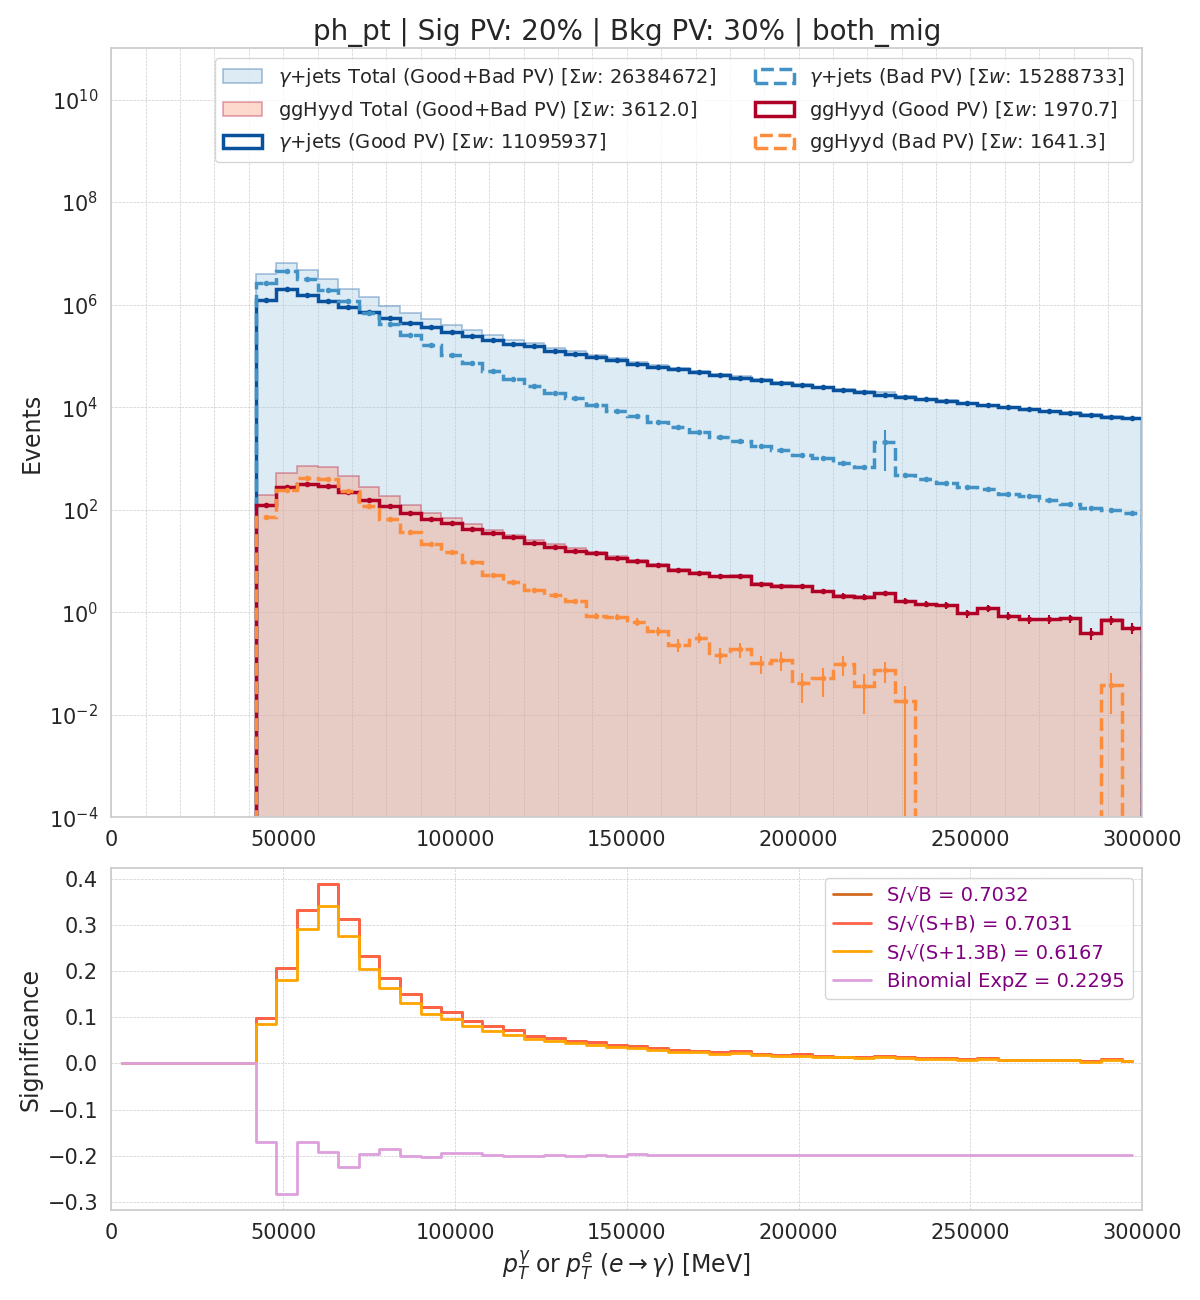 ph_pt | Sig PV: 20% | Bkg PV: 30% | both_mig
γ+jets Total (Good+Bad PV) [Σw: 26384672]
ggHyyd Total (Good+Bad PV) [Σw: 3612.0]
γ+jets (Good PV) [Σw: 11095937]
γ+jets (Bad PV) [Σw: 15288733]
ggHyyd (Good PV) [Σw: 1970.7]
ggHyyd (Bad PV) [Σw: 1641.3]
Events
10¹⁰
10⁸
10⁶
10⁴
10²
10⁰
10⁻²
10⁻⁴
0 50000 100000 150000 200000 250000 300000
S/√B = 0.7032
S/√(S+B) = 0.7031
S/√(S+1.3B) = 0.6167
Binomial ExpZ = 0.2295
Significance
0.4
0.3
0.2
0.1
0.0
−0.1
−0.2
−0.3
0 50000 100000 150000 200000 250000 300000
p_T^γ or p_T^e (e→γ) [MeV]